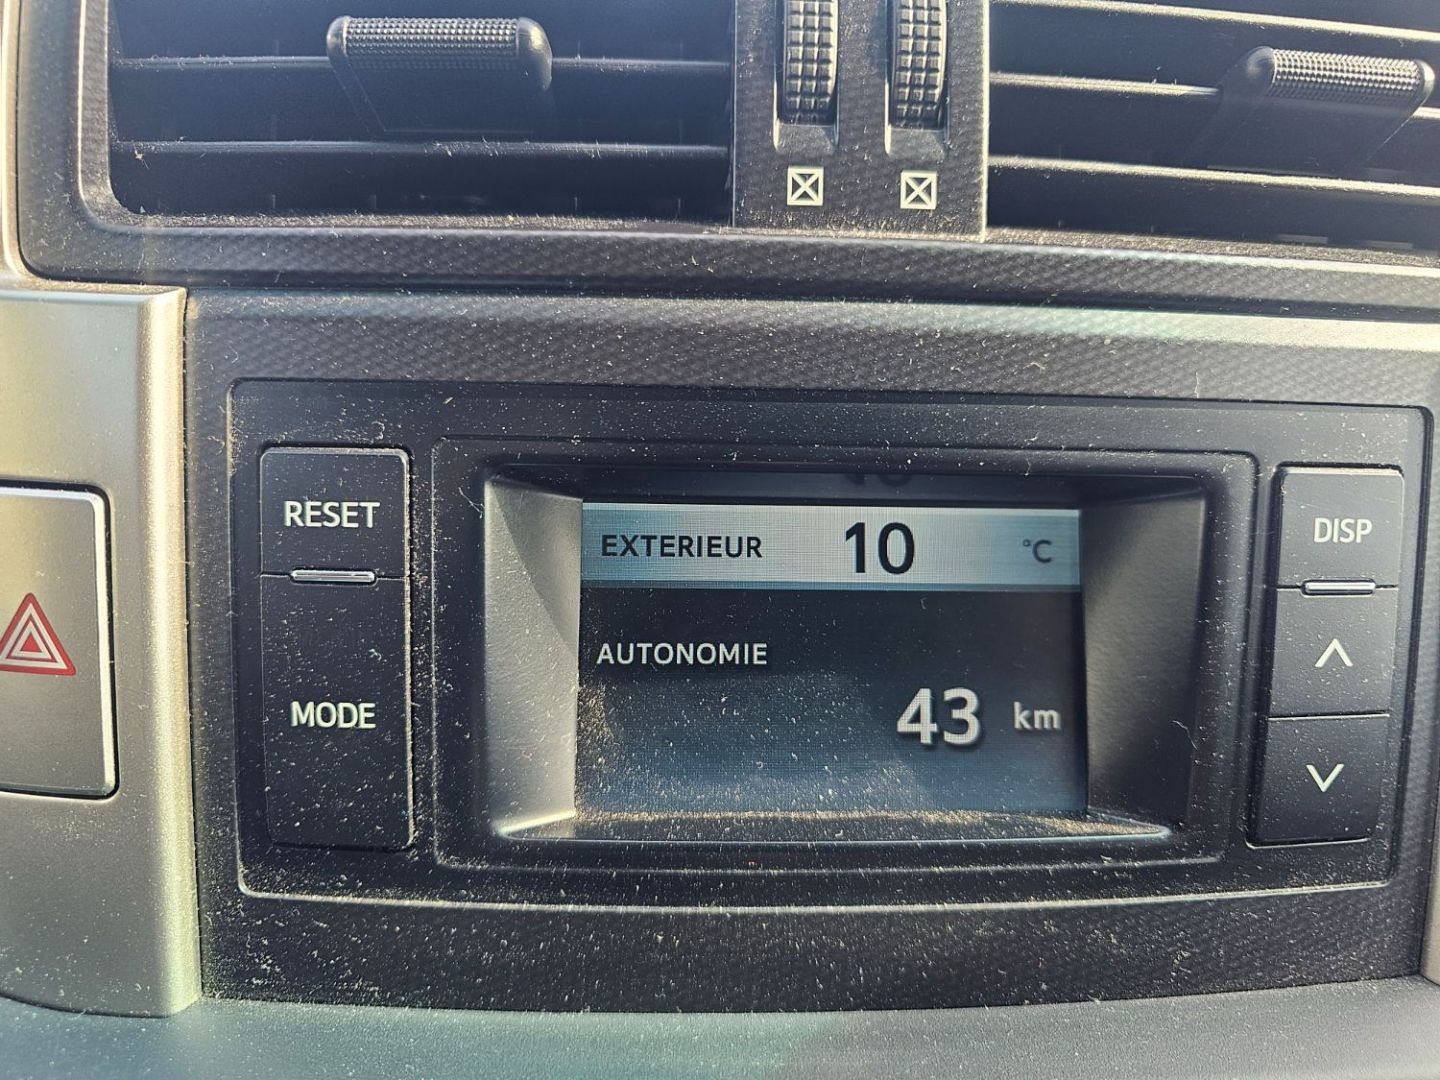 RESET
MODE
EXTERIEUR 10 °C
AUTONOMIE
43 km
DISP